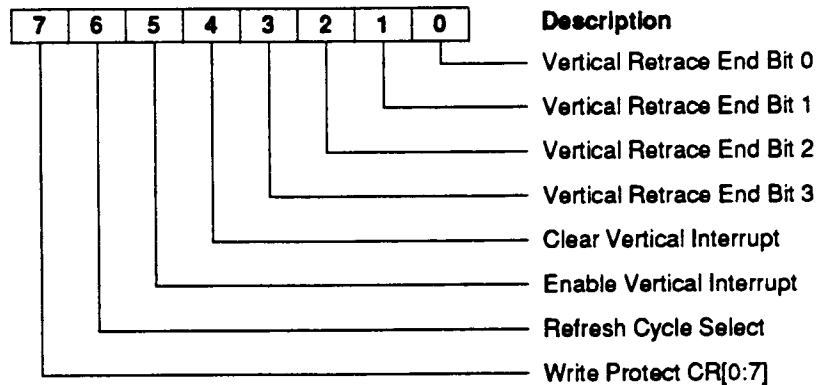 7 6 5 4 3 2 1 0 Description
Vertical Retrace End Bit 0
Vertical Retrace End Bit 1
Vertical Retrace End Bit 2
Vertical Retrace End Bit 3
Clear Vertical Interrupt
Enable Vertical Interrupt
Refresh Cycle Select
Write Protect CR[0:7]